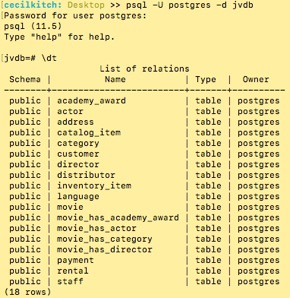 [cecilkitch: Desktop >> psql -U postgres -d jvdb
Password for user postgres:
psql (11.5)
Type "help" for help.
[jvdb=# \dt
List of relations
Schema | Name | Type | Owner
--------+-------------------------+-------+----------
public | academy_award | table | postgres
public | actor | table | postgres
public | address | table | postgres
public | catalog_item | table | postgres
public | category | table | postgres
public | customer | table | postgres
public | director | table | postgres
public | distributor | table | postgres
public | inventory_item | table | postgres
public | language | table | postgres
public | movie | table | postgres
public | movie_has_academy_award | table | postgres
public | movie_has_actor | table | postgres
public | movie_has_category | table | postgres
public | movie_has_director | table | postgres
public | payment | table | postgres
public | rental | table | postgres
public | staff | table | postgres
(18 rows)